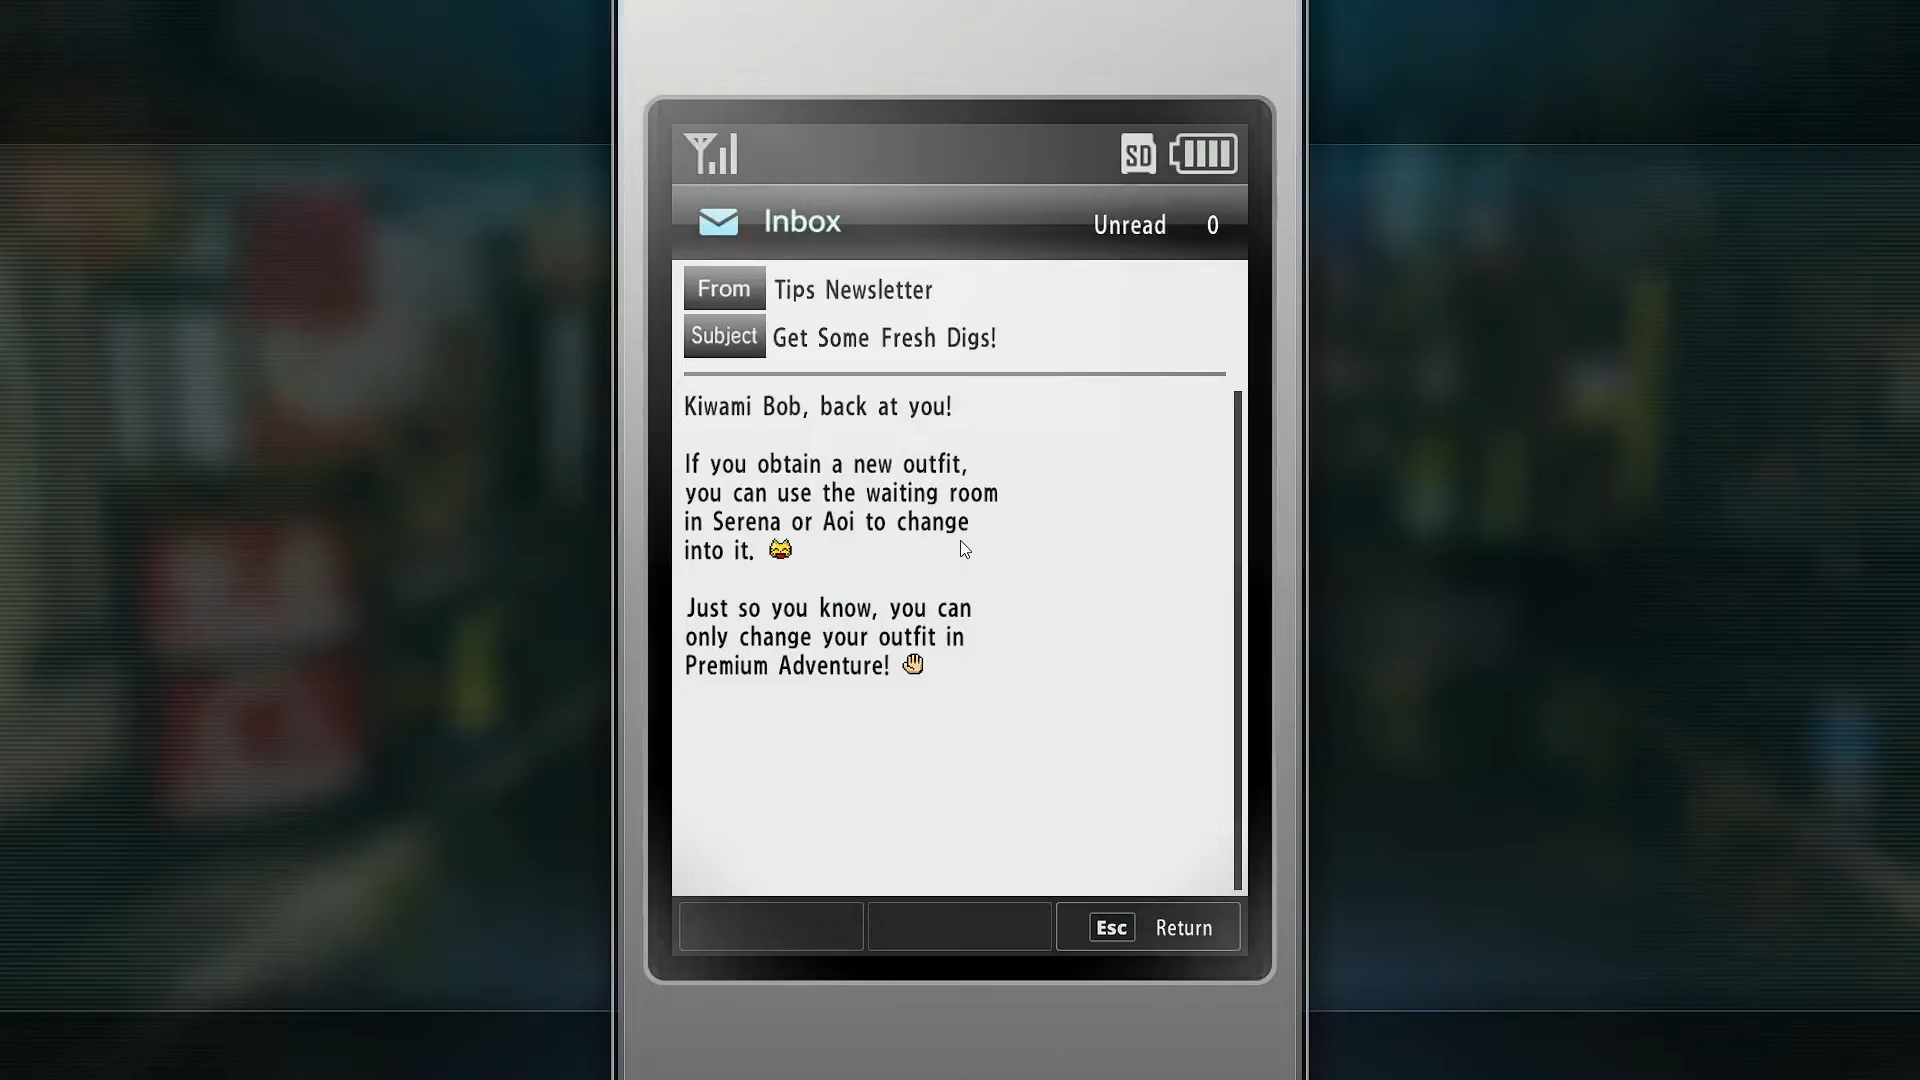 SD
Inbox
Unread 0
From Tips Newsletter
Subject Get Some Fresh Digs!
Kiwami Bob, back at you!
If you obtain a new outfit,
you can use the waiting room
in Serena or Aoi to change
into it.
Just so you know, you can
only change your outfit in
Premium Adventure!
Esc Return